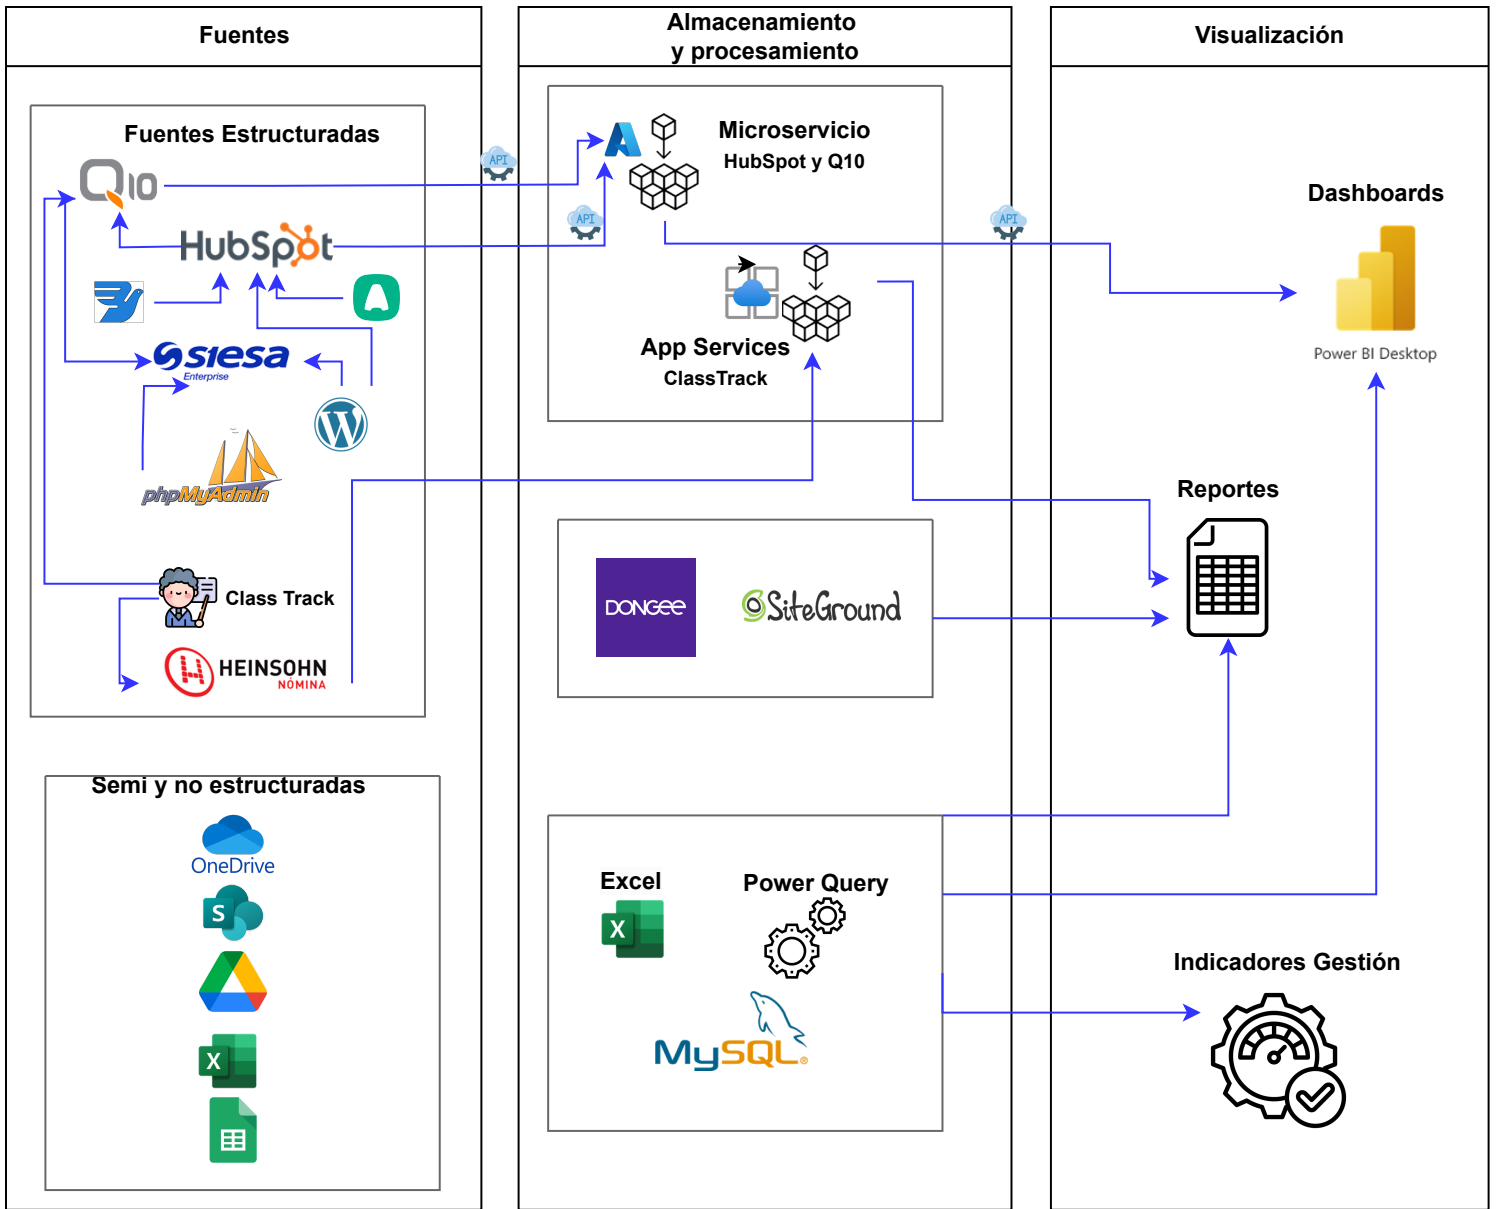 Fuentes
Almacenamiento
y procesamiento
Visualización
Fuentes Estructuradas
Q10
HubSpot
siesa
Enterprise
phpMyAdmin
Class Track
HEINSOHN
NÓMINA
Semi y no estructuradas
OneDrive
S
X
API
API
Microservicio
HubSpot y Q10
App Services
ClassTrack
DONGEE
SiteGround
Excel
X
Power Query
MySQL®
API
Dashboards
Power BI Desktop
Reportes
Indicadores Gestión